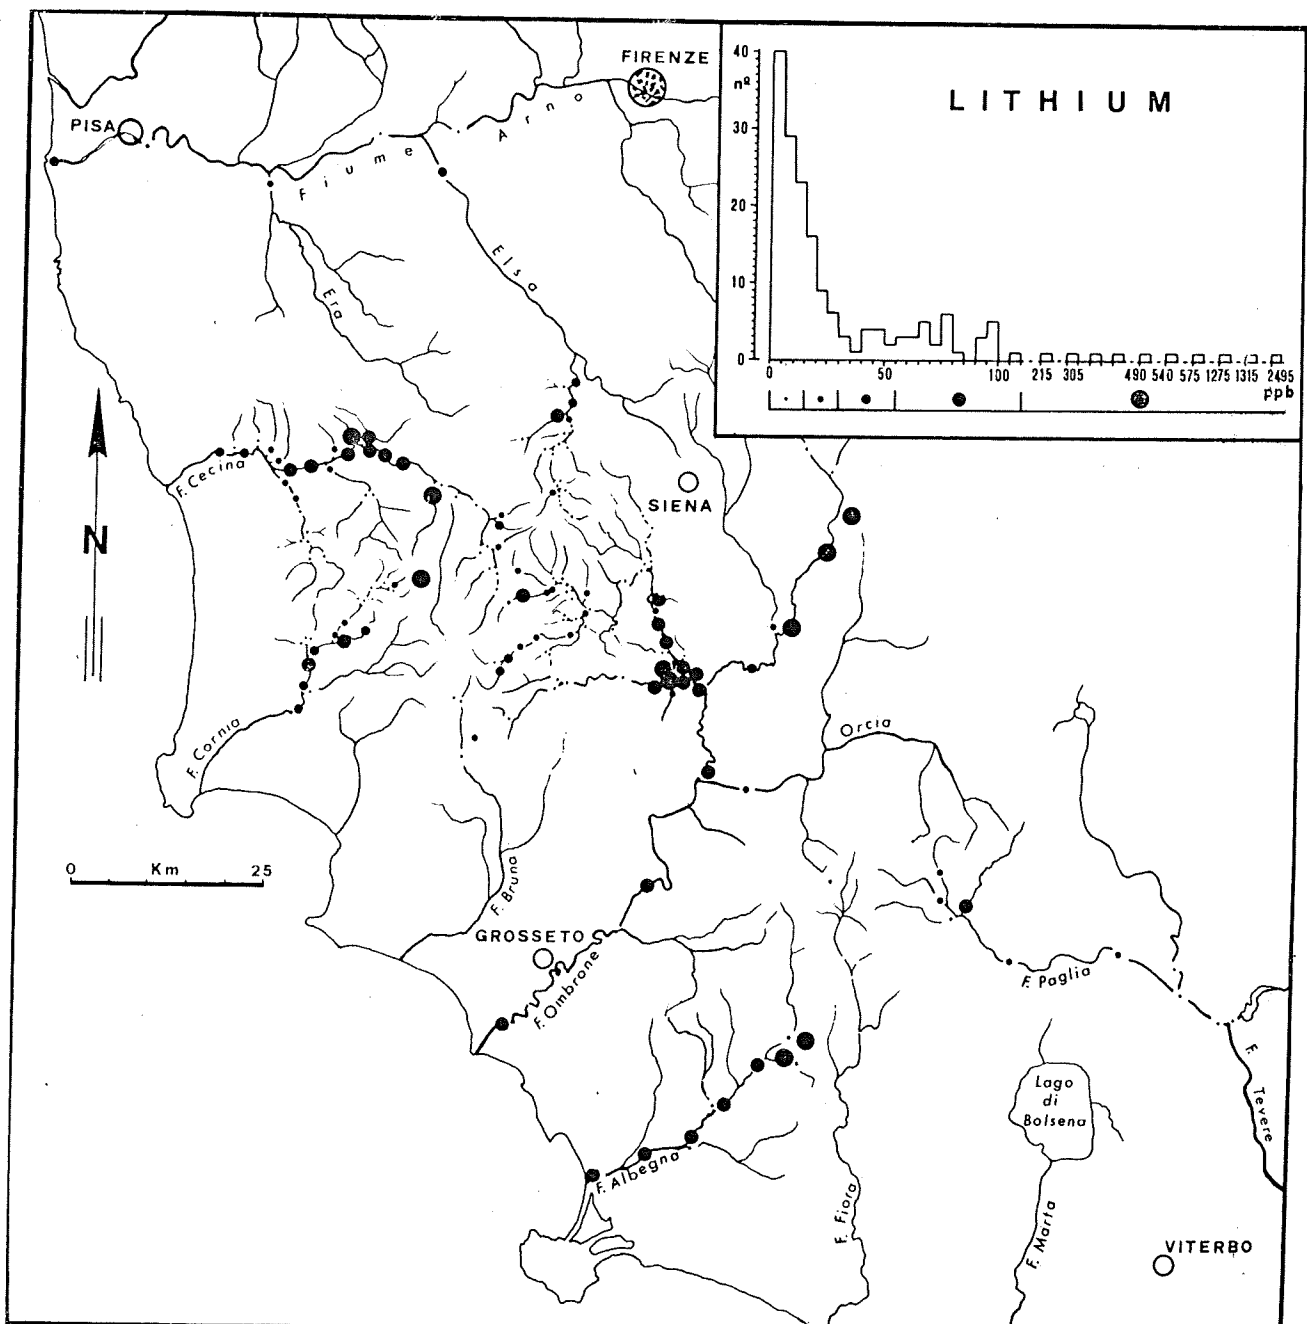 FIRENZE
PISA
Fiume Arno
Elsa
Era
LITHIUM
40
nº
30
20
10
0
0 50 100 215 305 490 540 575 1275 1315 2495
ppb
F. Cecina
SIENA
N
F. Cornia
Orcia
0 Km 25
F. Bruna
GROSSETO
F. Ombrone
F. Paglia
F. Tevere
Lago
di
Bolsena
F. Albegna
F. Fiora
F. Marta
VITERBO